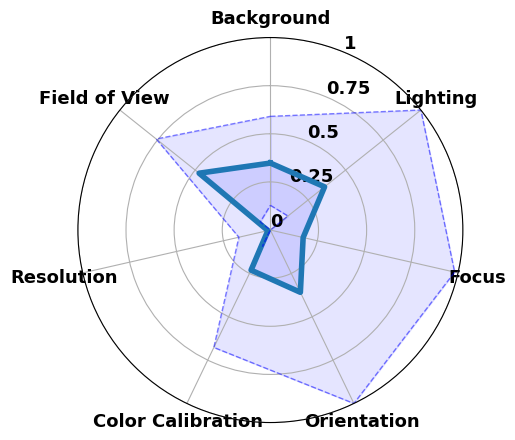 Background
1
0.75
Field of View
Lighting
0.5
0.25
0
Resolution
Focus
Color Calibration
Orientation